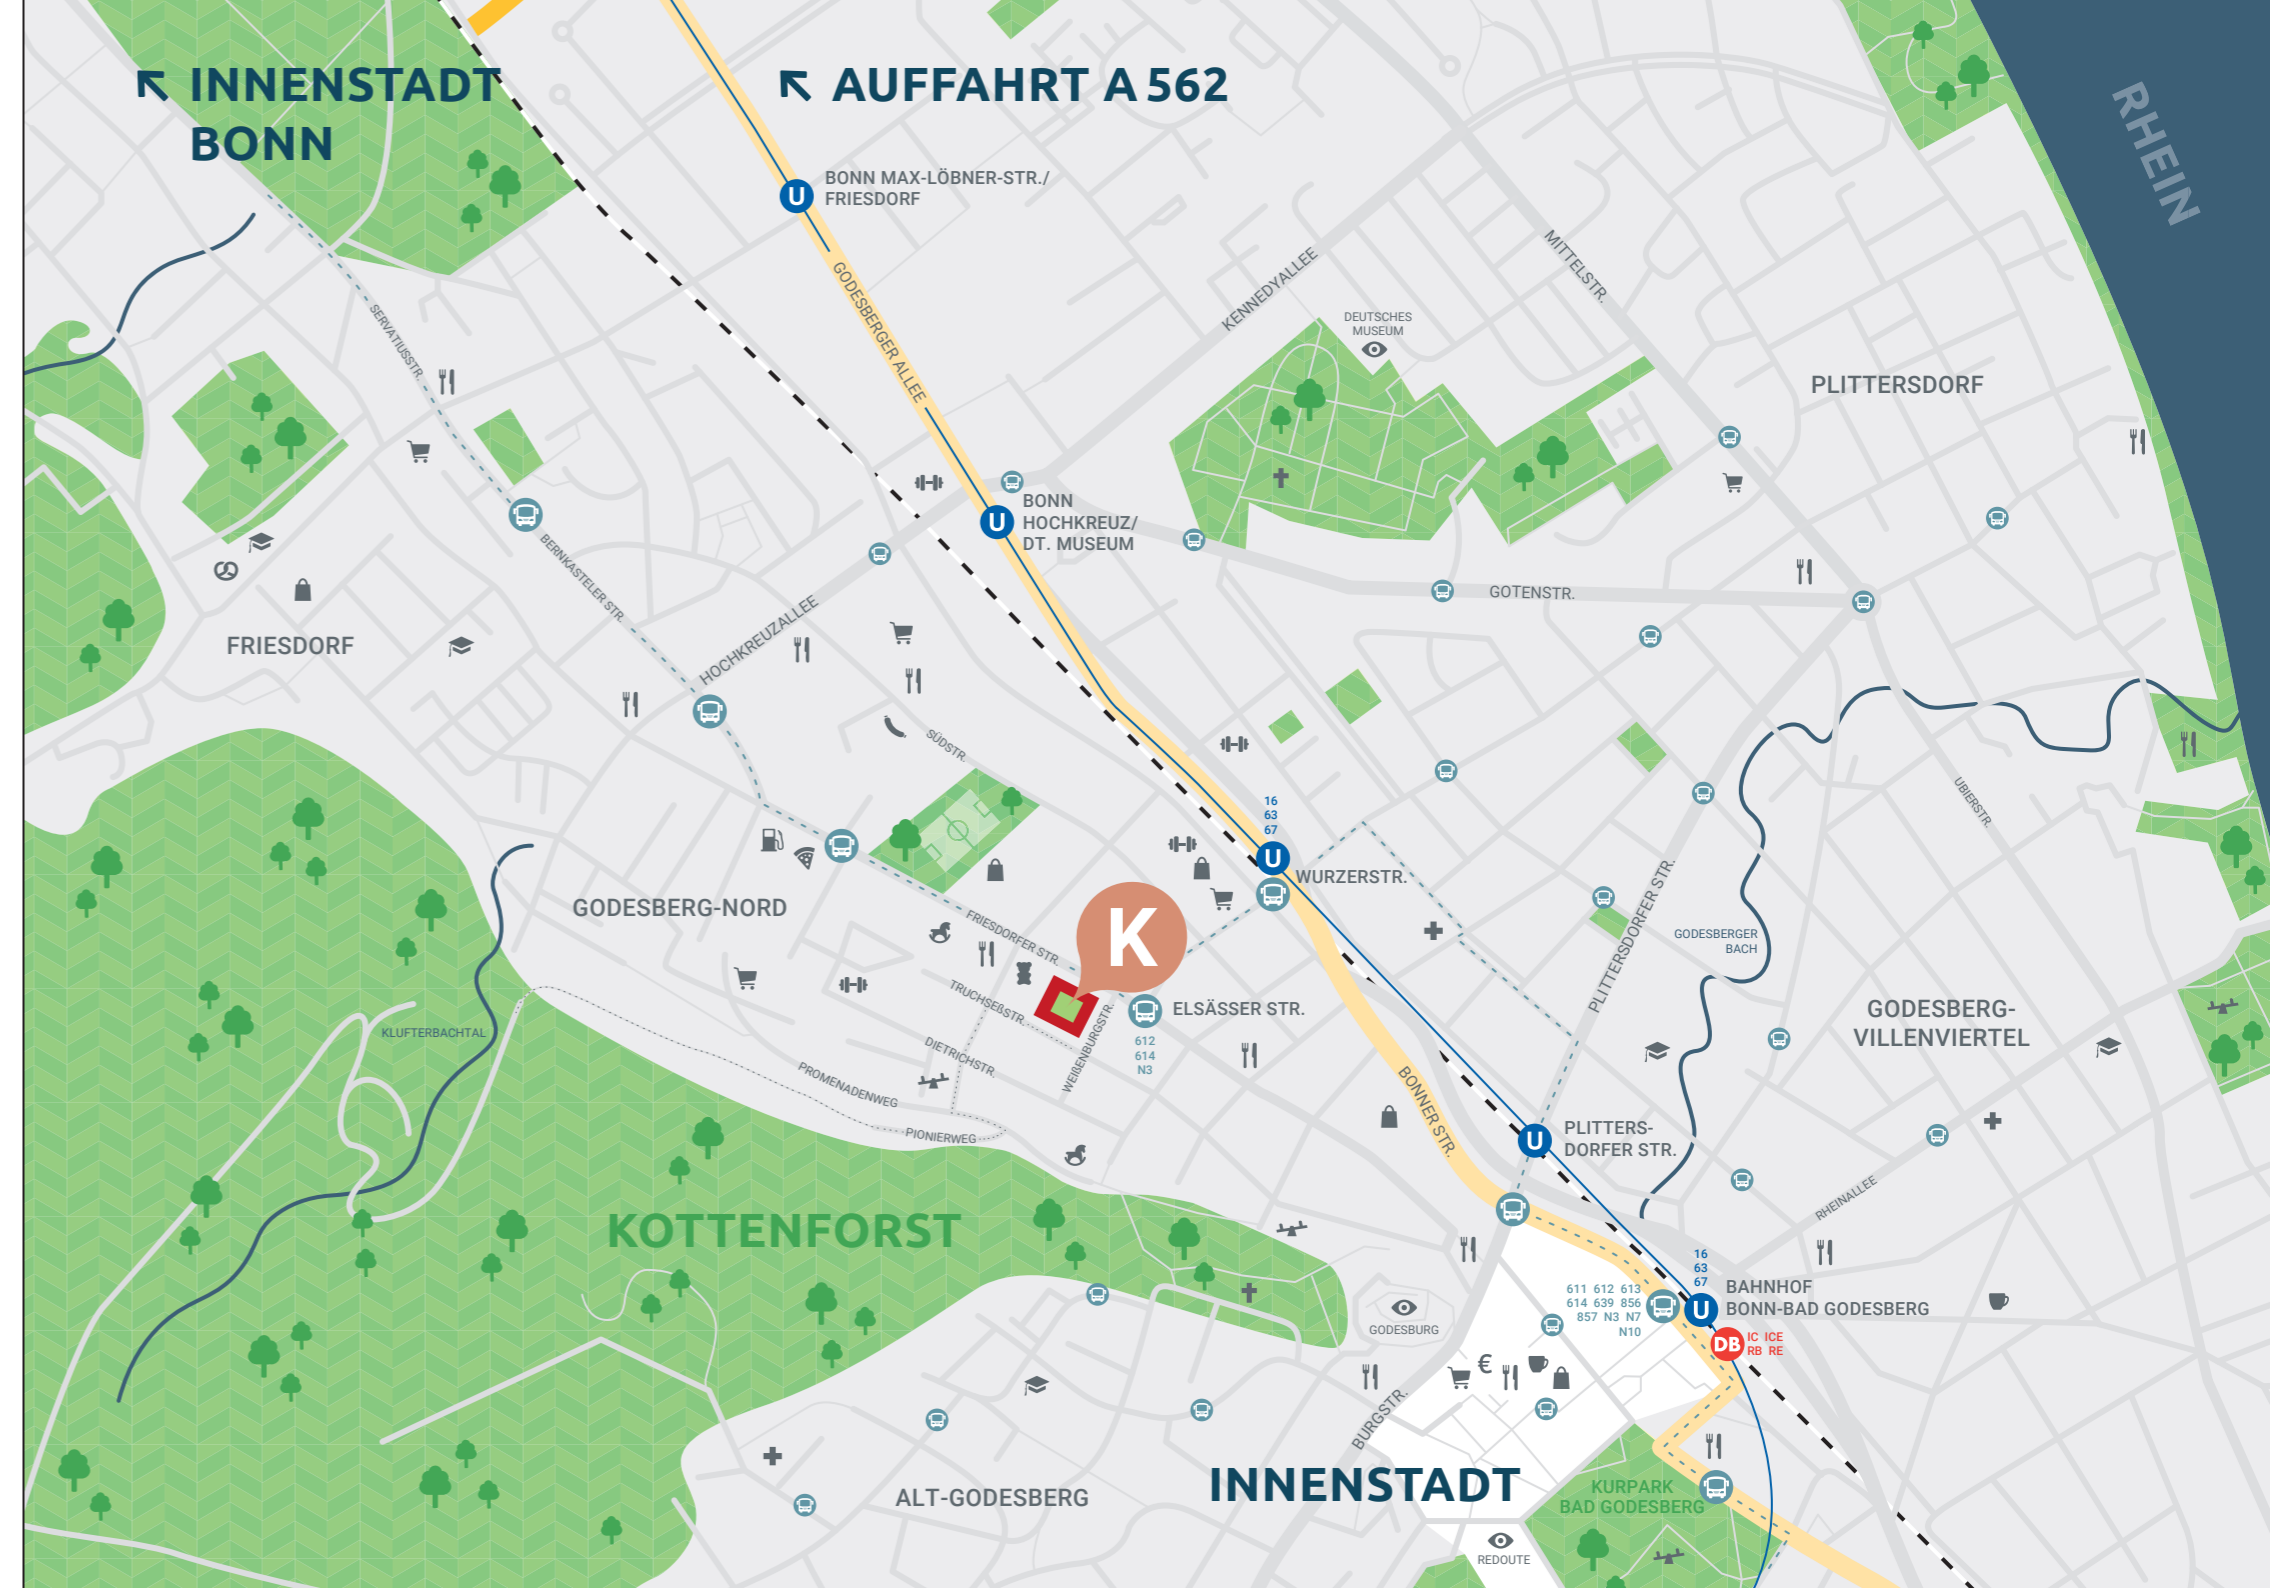 INNENSTADT
BONN
AUFFAHRT A 562
RHEIN
BONN MAX-LÖBNER-STR./
FRIESDORF
U
GODESBERGER ALLEE
KENNEDYALLEE
MITTELSTR.
DEUTSCHES
MUSEUM
SERVATIUSSTR.
PLITTERSDORF
U
BONN
HOCHKREUZ/
DT. MUSEUM
BERNKASTELER STR.
GOTENSTR.
HOCHKREUZALLEE
FRIESDORF
SÜDSTR.
UBIERSTR.
16
63
67
U
WURZERSTR.
PLITTERSDORFER STR.
GODESBERG-NORD
K
FRIESDORFER STR.
GODESBERGER
BACH
TRUCHSEẞSTR.
ELSÄSSER STR.
WEIẞENBURGSTR.
612
614
N3
GODESBERG-
VILLENVIERTEL
KLUFTERBACHTAL
DIETRICHSTR.
PROMENADENWEG
PIONIERWEG
BONNER STR.
U
PLITTERS-
DORFER STR.
RHEINALLEE
KOTTENFORST
16
63
67
611 612 613
614 639 856
857 N3 N7
N10
U
BAHNHOF
BONN-BAD GODESBERG
DB
IC ICE
RB RE
GODESBURG
€
BURGSTR.
ALT-GODESBERG
INNENSTADT
KURPARK
BAD GODESBERG
REDOUTE